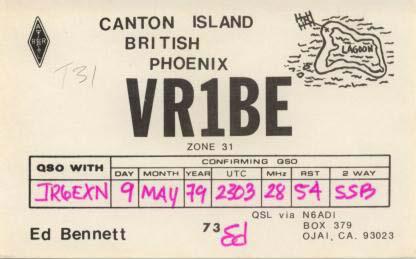 CANTON ISLAND
BRITISH
PHOENIX
T31
LAGOON
VR1BE
ZONE 31
QSO WITH
CONFIRMING QSO
DAY MONTH YEAR UTC MHz RST 2 WAY
JR6EXN 9 MAY 79 2303 28 54 SSB
QSL via N6ADI
BOX 379
OJAI, CA. 93023
Ed Bennett
73 Ed